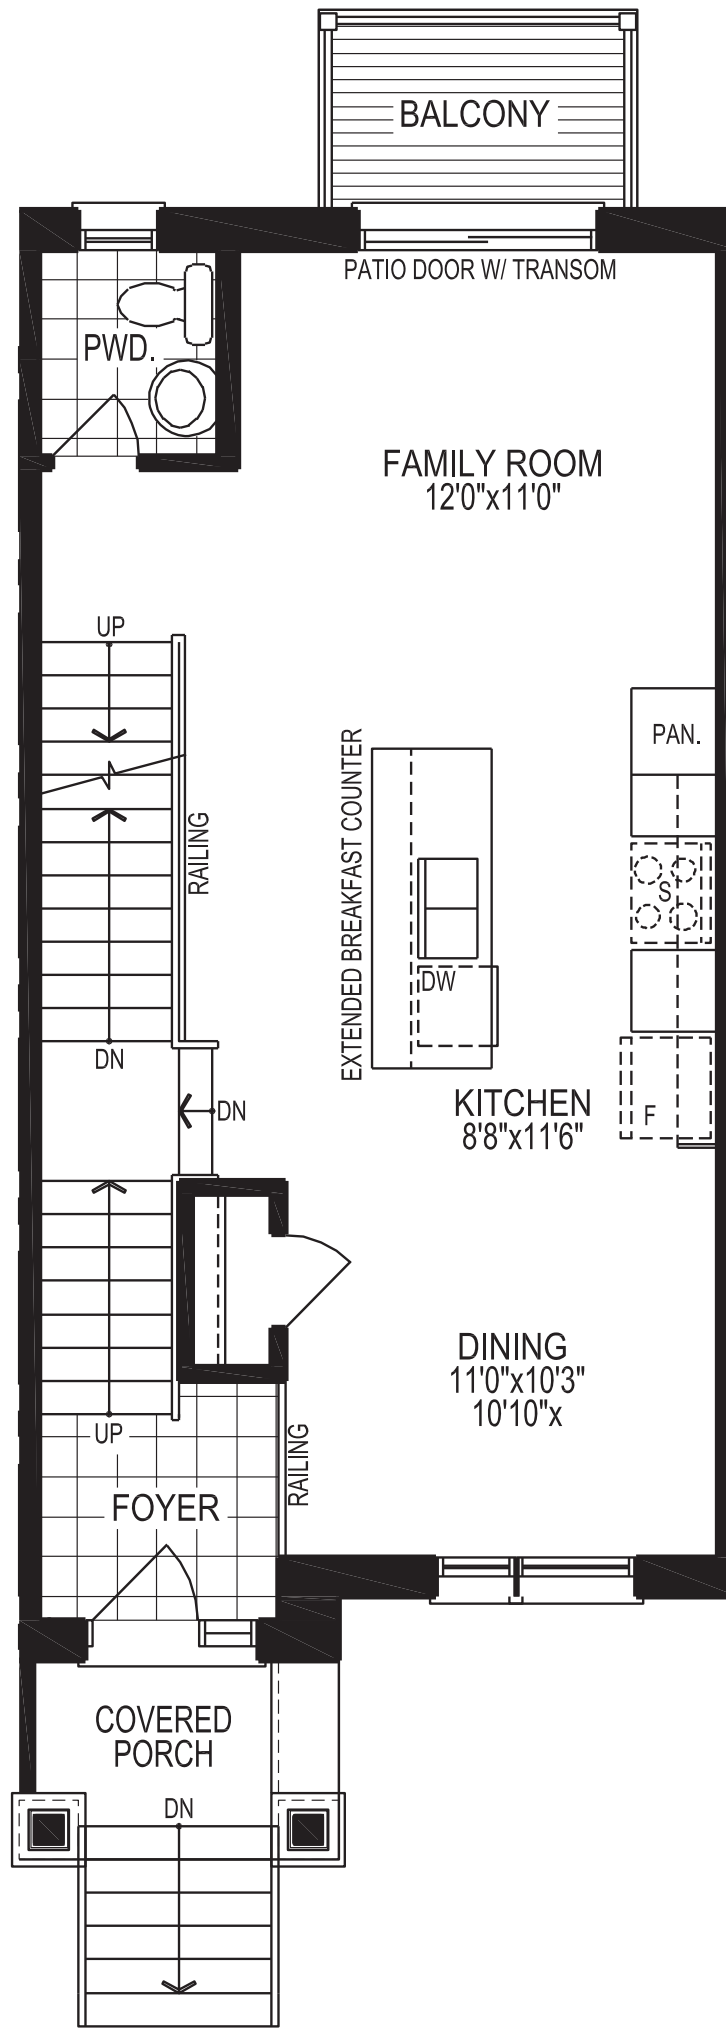 BALCONY
PATIO DOOR W/ TRANSOM
PWD.
FAMILY ROOM
12'0"x11'0"
UP
PAN.
EXTENDED BREAKFAST COUNTER
RAILING
S
DW
DN
DN
KITCHEN
8'8"x11'6"
F
DINING
11'0"x10'3"
10'10"x
UP
RAILING
FOYER
COVERED
PORCH
DN